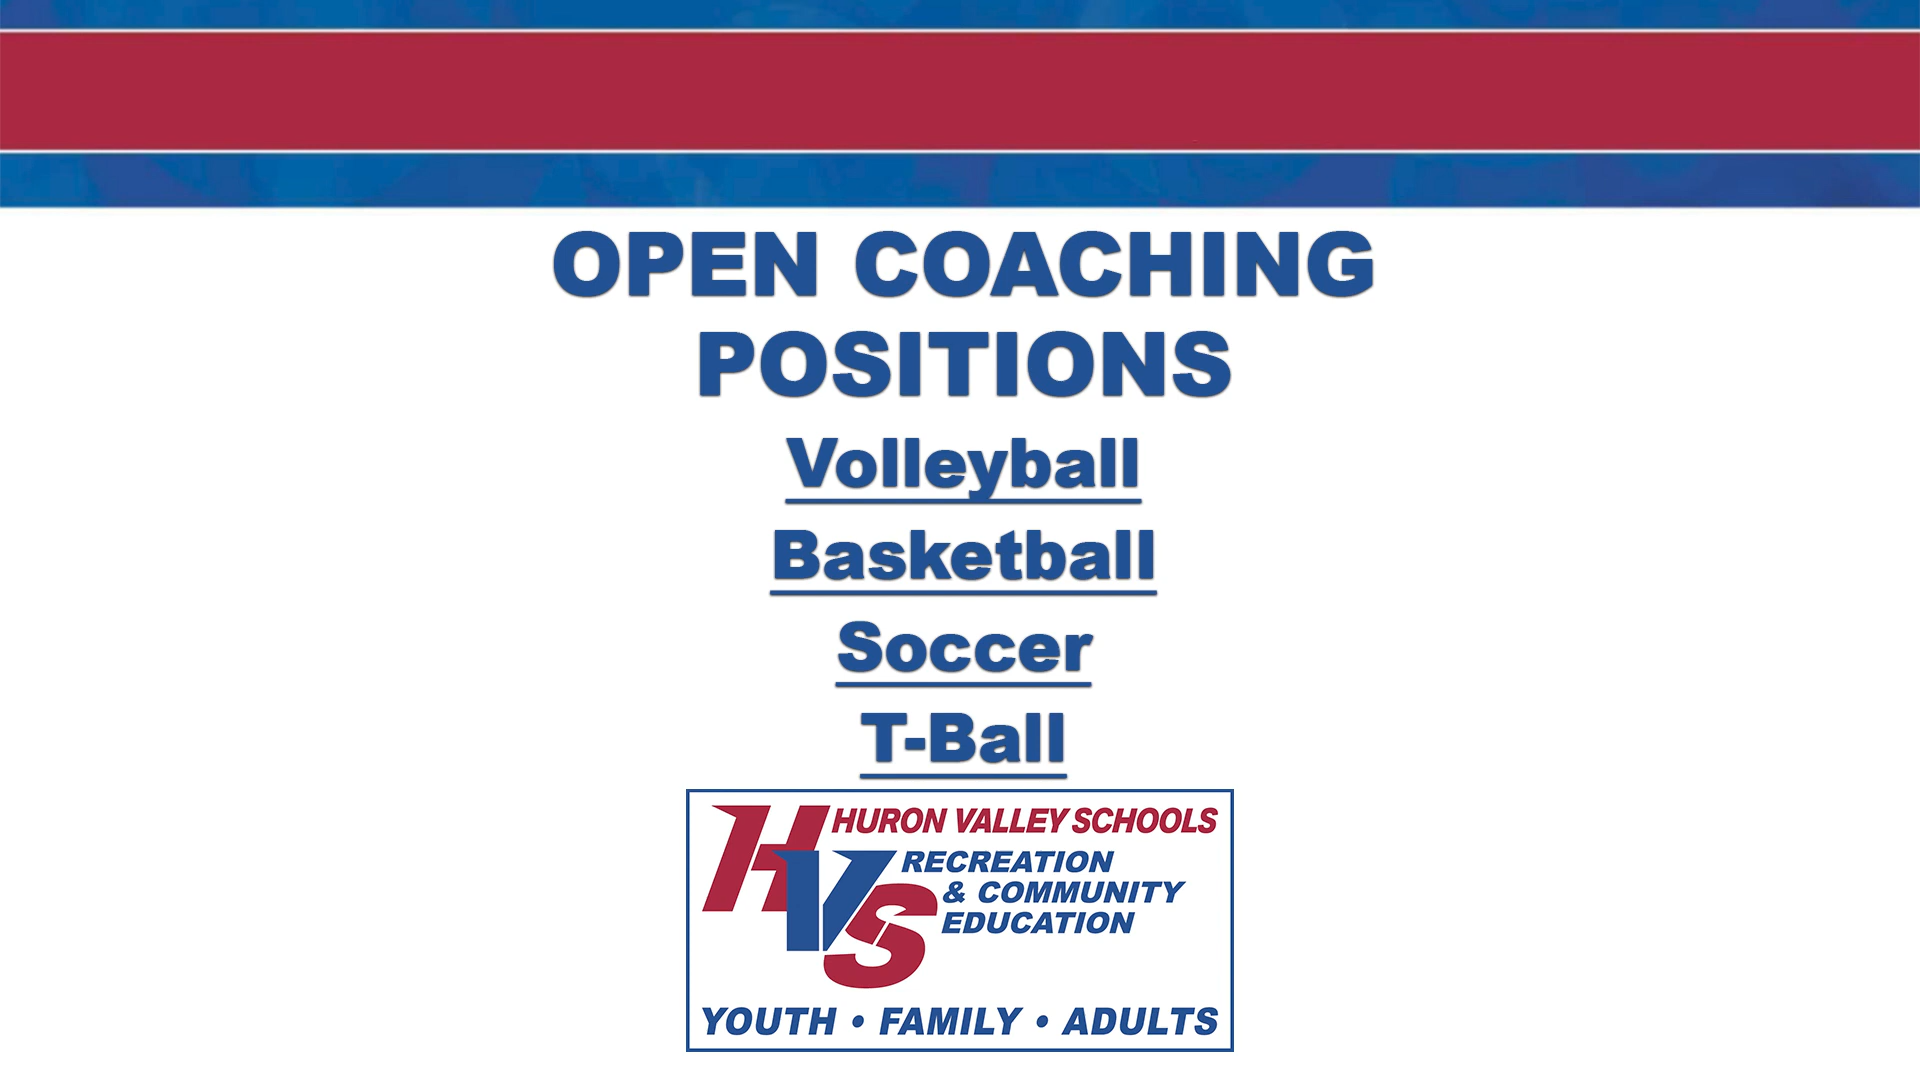 OPEN COACHING
POSITIONS
Volleyball
Basketball
Soccer
T-Ball
HVS
HURON VALLEY SCHOOLS
RECREATION
& COMMUNITY
EDUCATION
YOUTH • FAMILY • ADULTS